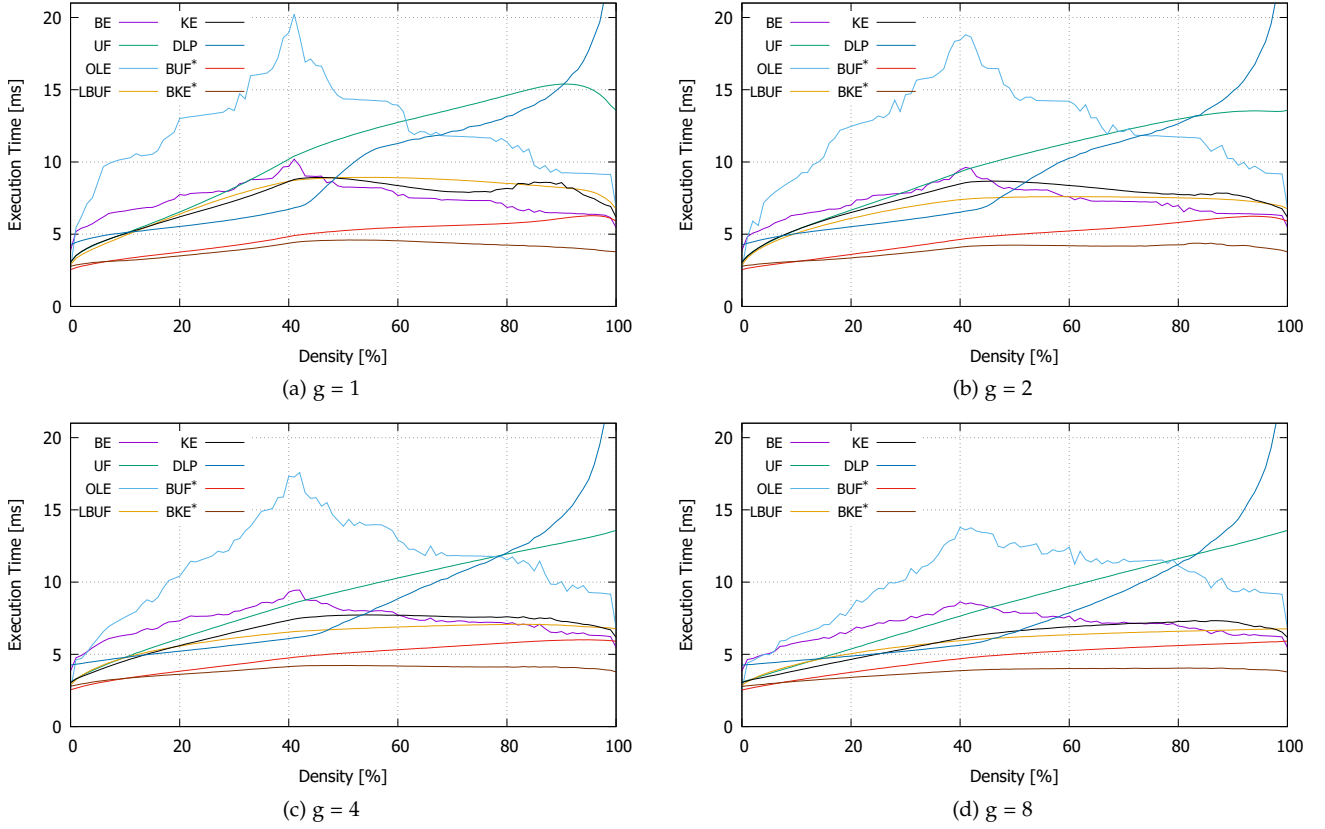 Execution Time [ms]
20
15
10
5
0
BE
KE
UF
DLP
OLE
BUF*
LBUF
BKE*
0 20 40 60 80 100
Density [%]
(a) g = 1
Execution Time [ms]
20
15
10
5
0
BE
KE
UF
DLP
OLE
BUF*
LBUF
BKE*
0 20 40 60 80 100
Density [%]
(b) g = 2
Execution Time [ms]
20
15
10
5
0
BE
KE
UF
DLP
OLE
BUF*
LBUF
BKE*
0 20 40 60 80 100
Density [%]
(c) g = 4
Execution Time [ms]
20
15
10
5
0
BE
KE
UF
DLP
OLE
BUF*
LBUF
BKE*
0 20 40 60 80 100
Density [%]
(d) g = 8